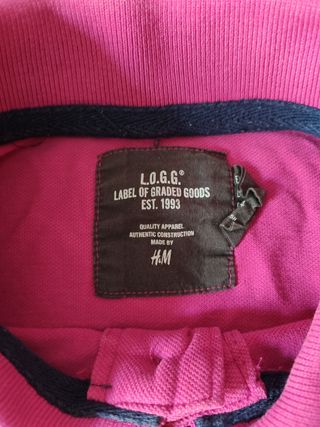 L.O.G.G.®
LABEL OF GRADED GOODS
EST. 1993
QUALITY APPAREL
AUTHENTIC CONSTRUCTION
MADE BY
H&M